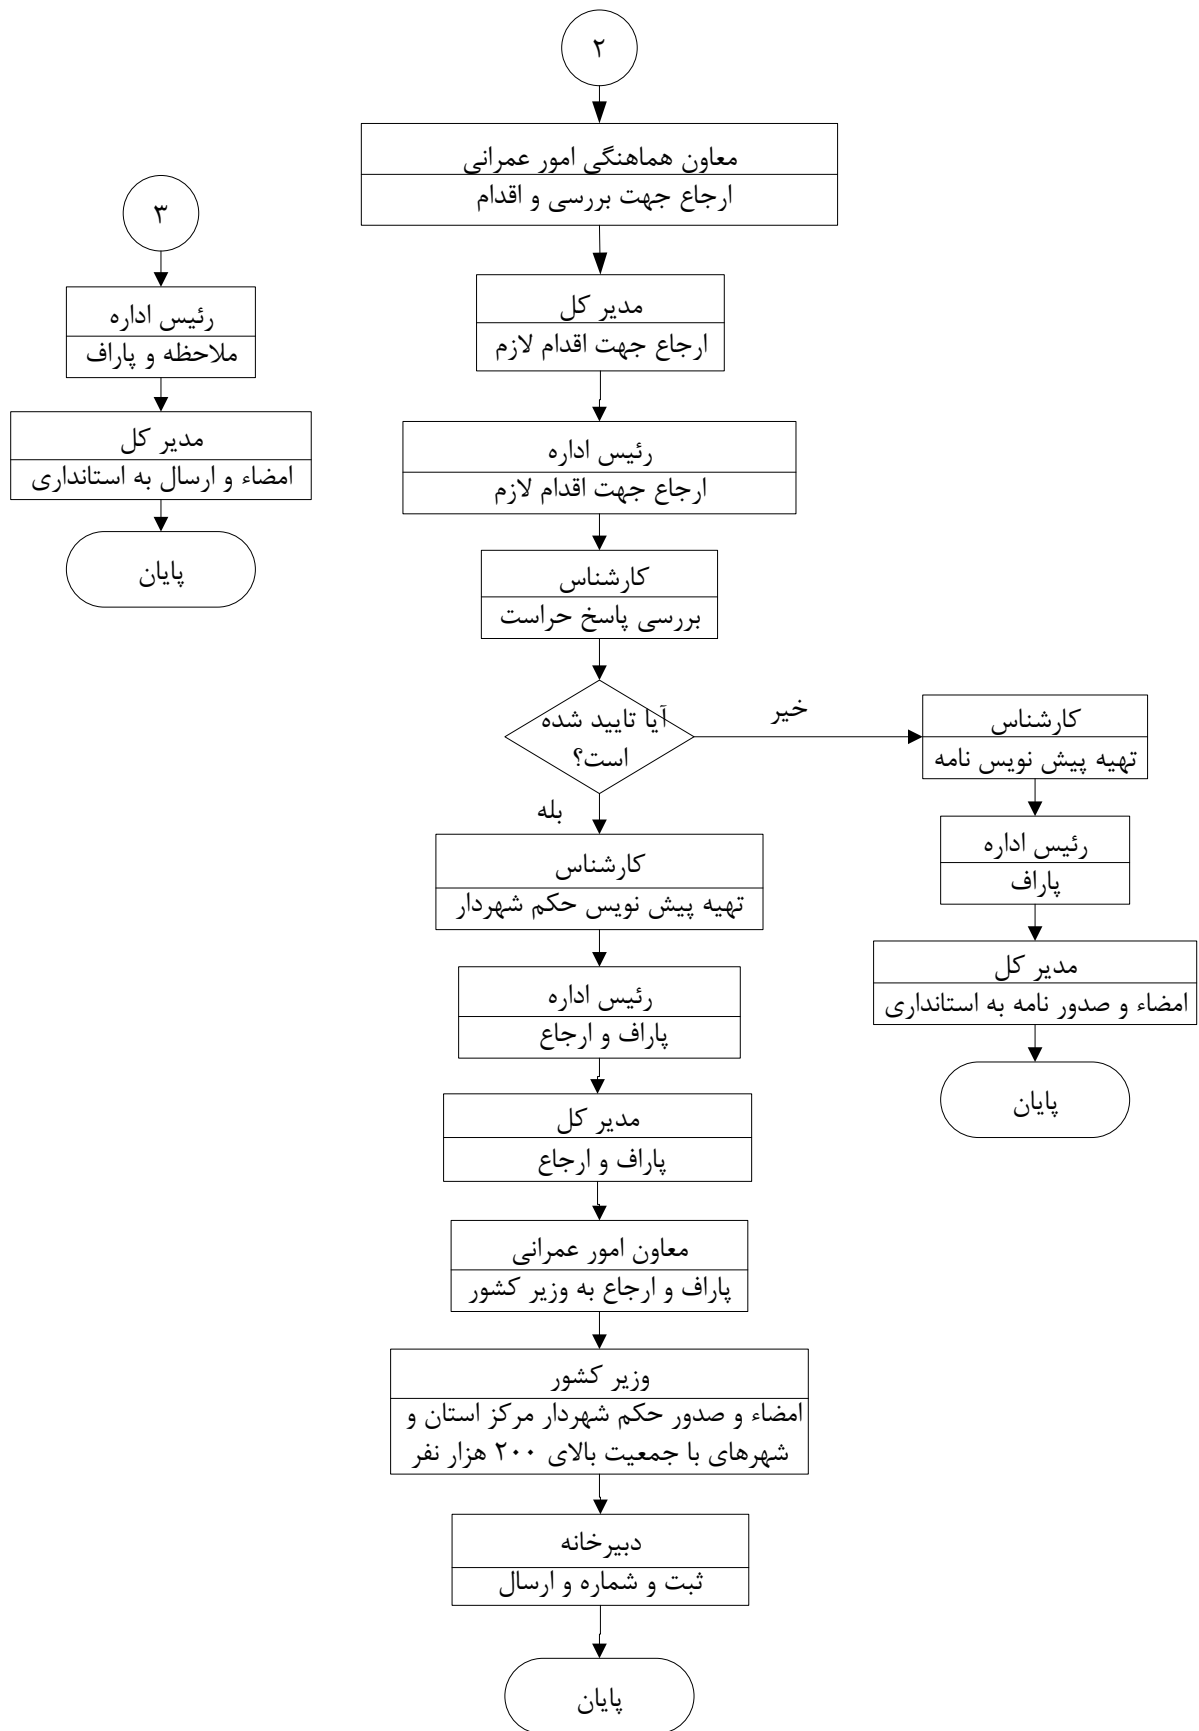 ۲
معاون هماهنگی امور عمرانی
ارجاع جهت بررسی و اقدام
مدیر کل
ارجاع جهت اقدام لازم
رئیس اداره
ارجاع جهت اقدام لازم
کارشناس
بررسی پاسخ حراست
آیا تایید شده
است؟
خیر
بله
کارشناس
تهیه پیش نویس نامه
رئیس اداره
پاراف
مدیر کل
امضاء و صدور نامه به استانداری
پایان
کارشناس
تهیه پیش نویس حکم شهردار
رئیس اداره
پاراف و ارجاع
مدیر کل
پاراف و ارجاع
معاون امور عمرانی
پاراف و ارجاع به وزیر کشور
وزیر کشور
امضاء و صدور حکم شهردار مرکز استان و
شهرهای با جمعیت بالای ۲۰۰ هزار نفر
دبیرخانه
ثبت و شماره و ارسال
پایان
۳
رئیس اداره
ملاحظه و پاراف
مدیر کل
امضاء و ارسال به استانداری
پایان